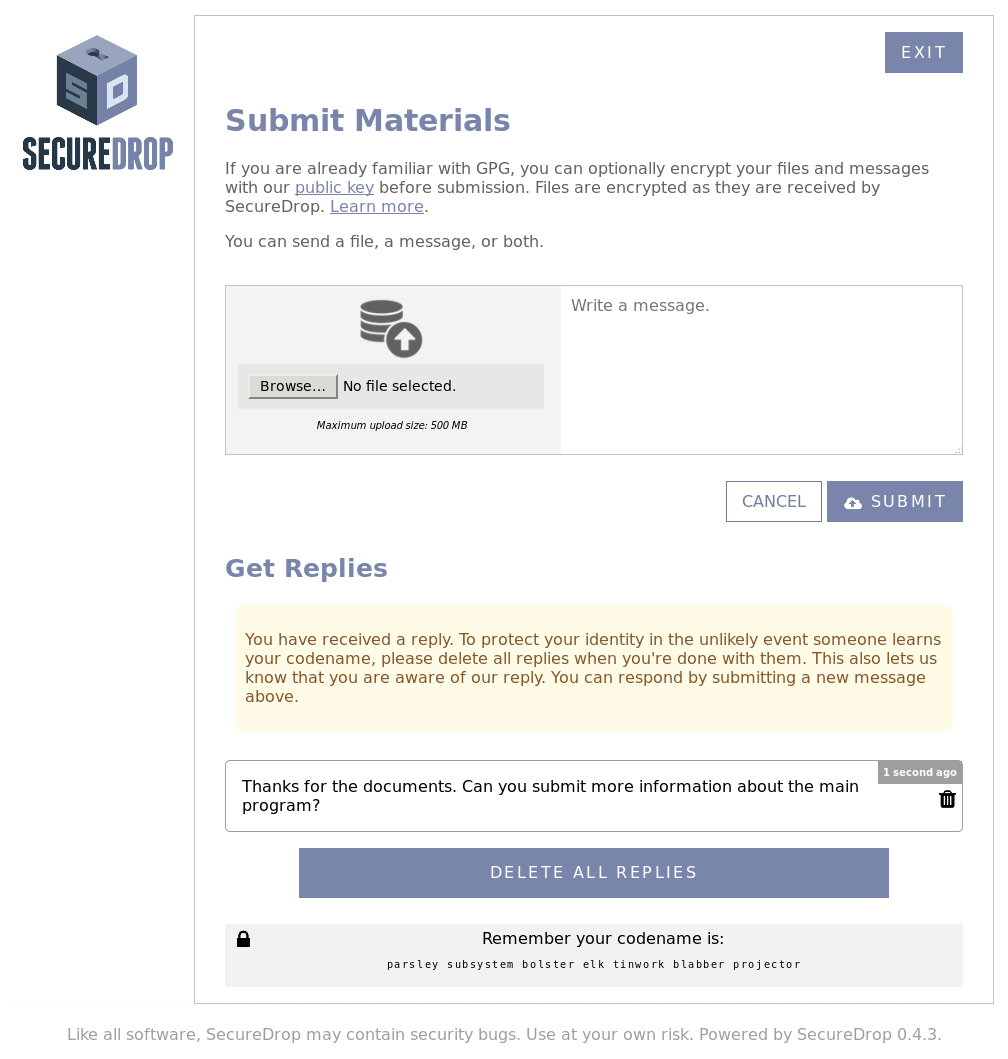 EXIT
SD
SECUREDROP
Submit Materials
If you are already familiar with GPG, you can optionally encrypt your files and messages
with our public key before submission. Files are encrypted as they are received by
SecureDrop. Learn more.
You can send a file, a message, or both.
Write a message.
Browse... No file selected.
Maximum upload size: 500 MB
CANCEL
SUBMIT
Get Replies
You have received a reply. To protect your identity in the unlikely event someone learns
your codename, please delete all replies when you're done with them. This also lets us
know that you are aware of our reply. You can respond by submitting a new message
above.
1 second ago
Thanks for the documents. Can you submit more information about the main
program?
DELETE ALL REPLIES
Remember your codename is:
parsley subsystem bolster elk tinwork blabber projector
Like all software, SecureDrop may contain security bugs. Use at your own risk. Powered by SecureDrop 0.4.3.